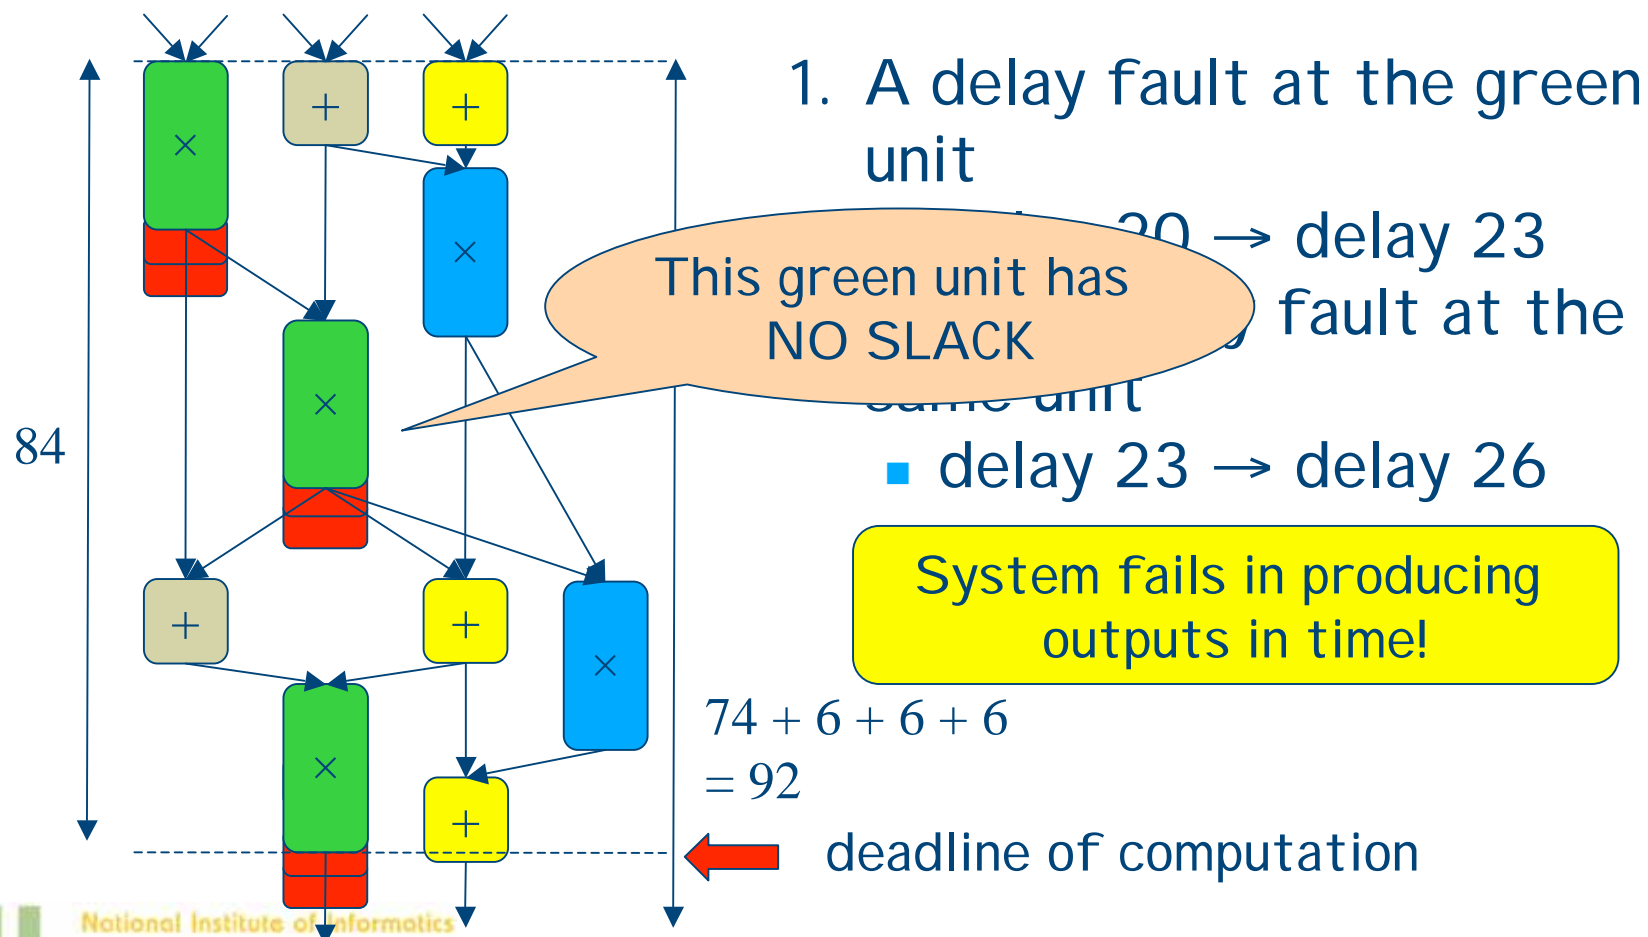 1. A delay fault at the green
unit
20 → delay 23
fault at the
unit
delay 23 → delay 26
This green unit has
NO SLACK
System fails in producing
outputs in time!
84
74 + 6 + 6 + 6
= 92
deadline of computation
×
+
+
×
×
+
+
×
×
+
National Institute of Informatics